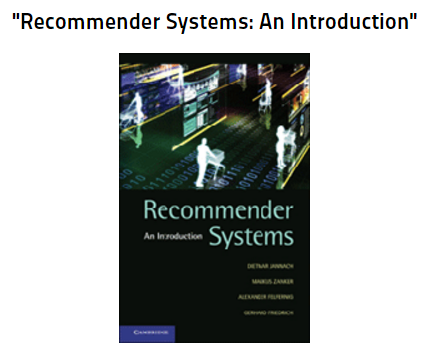 "Recommender Systems: An Introduction"
Recommender
An Introduction Systems
DIETMAR JANNACH
MARKUS ZANKER
ALEXANDER FELFERNIG
GERHARD FRIEDRICH
CAMBRIDGE